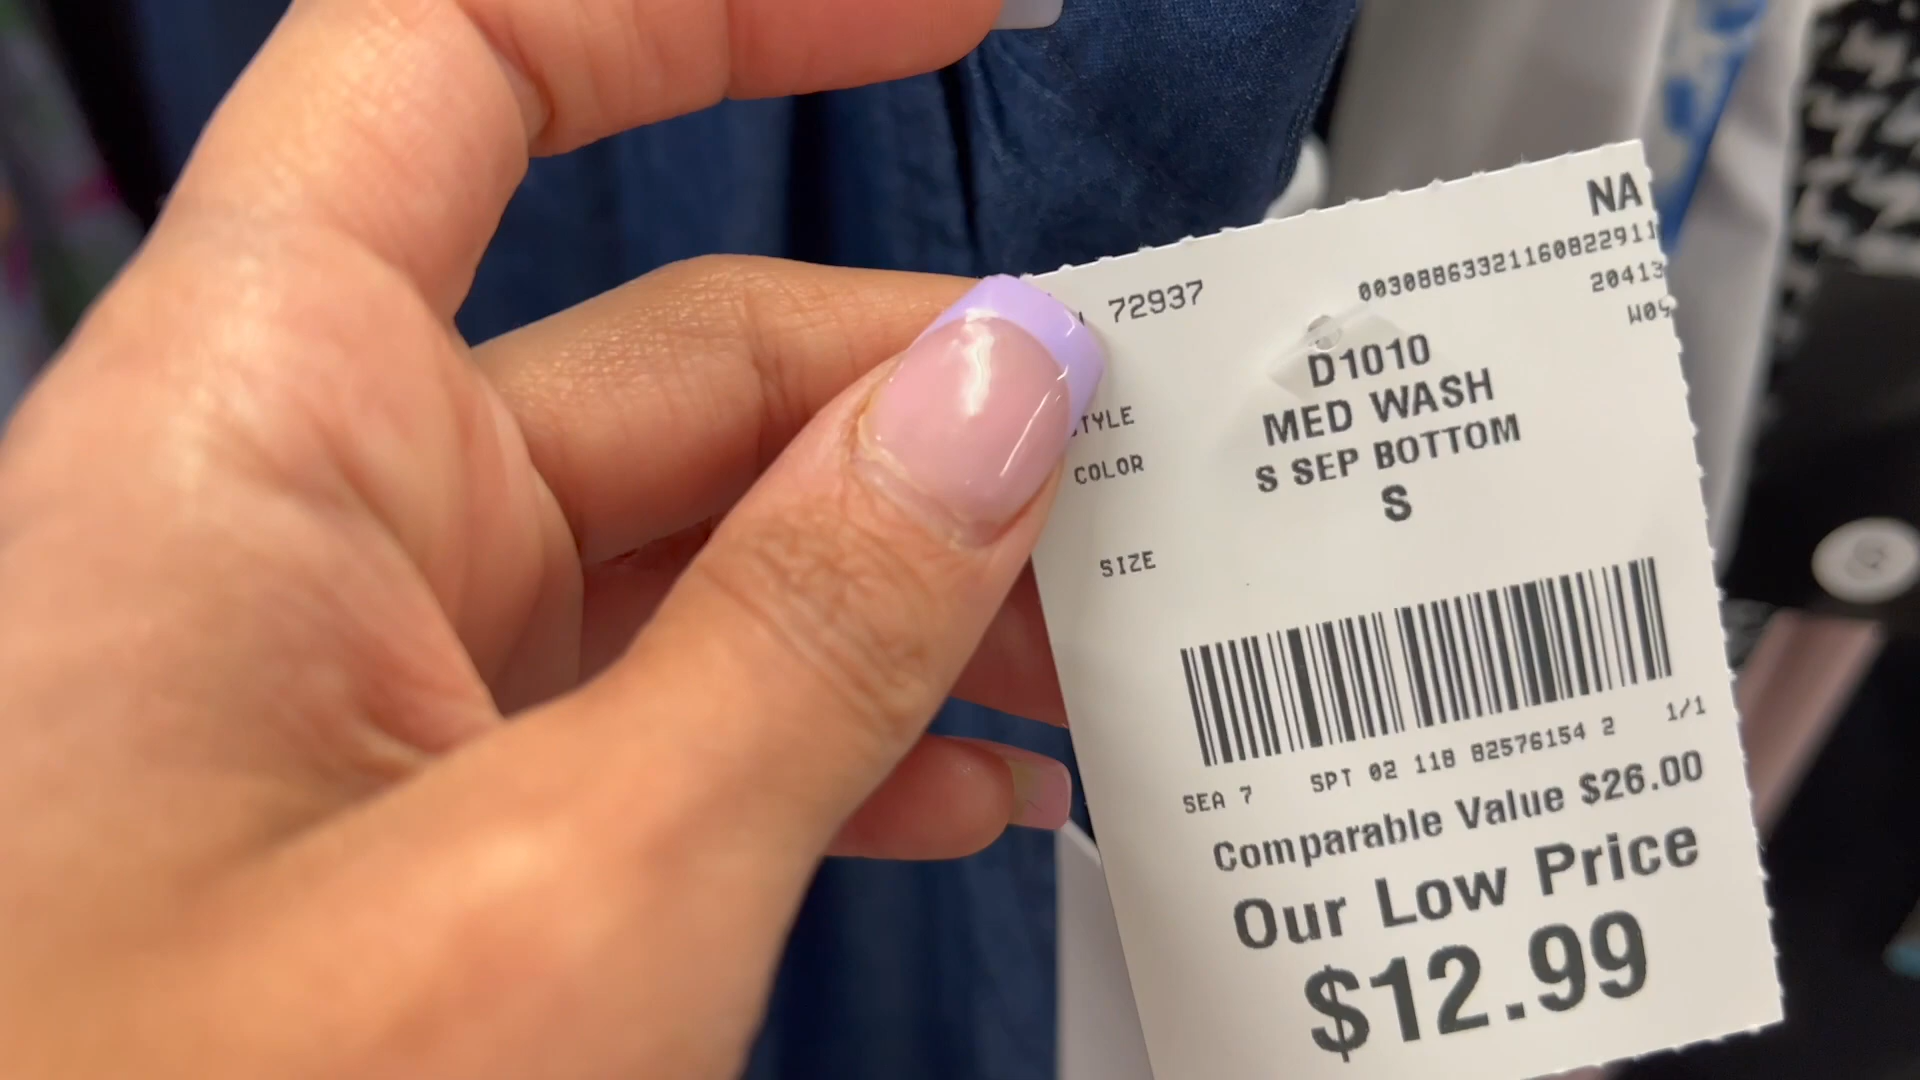 NA
72937 00308863321160822911
20413
W09
D1010
STYLE MED WASH
COLOR S SEP BOTTOM
S
SIZE
SEA 7 SPT 02 118 82576154 2 1/1
Comparable Value $26.00
Our Low Price
$12.99